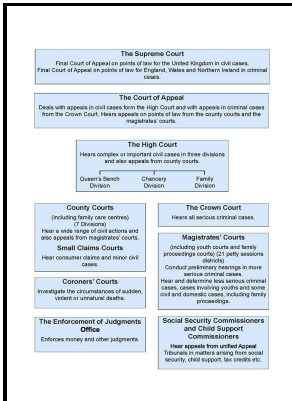 The Supreme Court
Final Court of Appeal on points of law for the United Kingdom in civil cases.
Final Court of Appeal on points of law for England, Wales and Northern Ireland in criminal
cases.
The Court of Appeal
Deals with appeals in civil cases form the High Court and with appeals in criminal cases
from the Crown Court. Hears appeals on points of law from the county courts and the
magistrates' courts.
The High Court
Hears complex or important civil cases in three divisions
and also appeals from county courts.
Queen's Bench
Division
Chancery
Division
Family
Division
County Courts
(including family care centres)
(7 Divisions)
Hear a wide range of civil actions and
also appeals from magistrates' courts.
Small Claims Courts
Hear consumer claims and minor civil
cases.
Coroners' Courts
Investigate the circumstances of sudden,
violent or unnatural deaths.
The Enforcement of Judgments
Office
Enforces money and other judgments.
The Crown Court
Hears all serious criminal cases.
Magistrates' Courts
(including youth courts and family
proceedings courts) (21 petty sessions
districts)
Conduct preliminary hearings in more
serious criminal cases.
Hear and determine less serious criminal
cases, cases involving youths and some
civil and domestic cases, including family
proceedings.
Social Security Commissioners
and Child Support
Commissioners
Hear appeals from unified Appeal
Tribunals in matters arising from social
security, child support, tax credits etc.